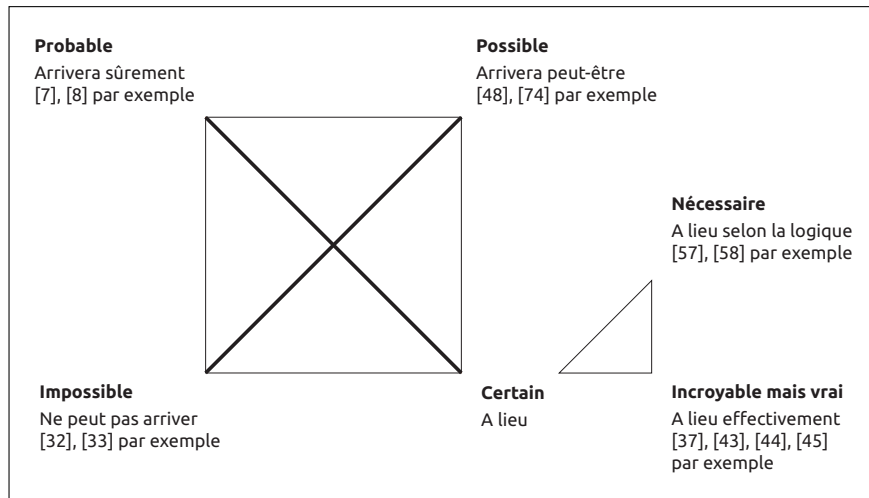 Probable
Arrivera sûrement
[7], [8] par exemple
Possible
Arrivera peut-être
[48], [74] par exemple
Nécessaire
A lieu selon la logique
[57], [58] par exemple
Impossible
Ne peut pas arriver
[32], [33] par exemple
Certain
A lieu
Incroyable mais vrai
A lieu effectivement
[37], [43], [44], [45]
par exemple